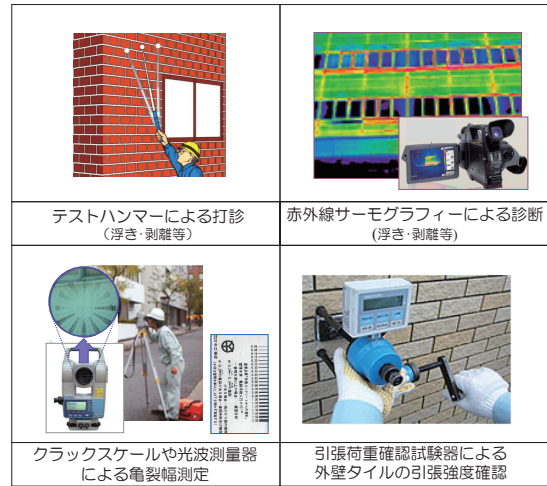 テストハンマーによる打診
（浮き・剥離等）
赤外線サーモグラフィーによる診断
(浮き・剥離等)
クラックスケールや光波測量器
による亀裂幅測定
引張荷重確認試験器による
外壁タイルの引張強度確認